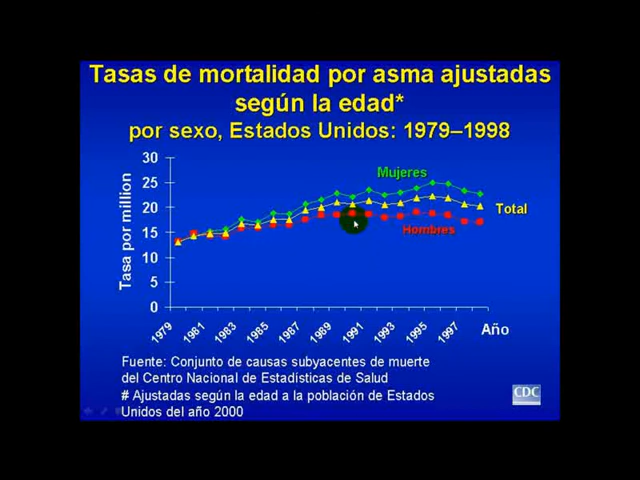 Tasas de mortalidad por asma ajustadas
según la edad*
por sexo, Estados Unidos: 1979–1998
Tasa por million
30
25
20
15
10
5
0
Mujeres
Total
Hombres
1979
1981
1983
1985
1987
1989
1991
1993
1995
1997
Año
Fuente: Conjunto de causas subyacentes de muerte
del Centro Nacional de Estadísticas de Salud
# Ajustadas según la edad a la población de Estados
Unidos del año 2000
CDC